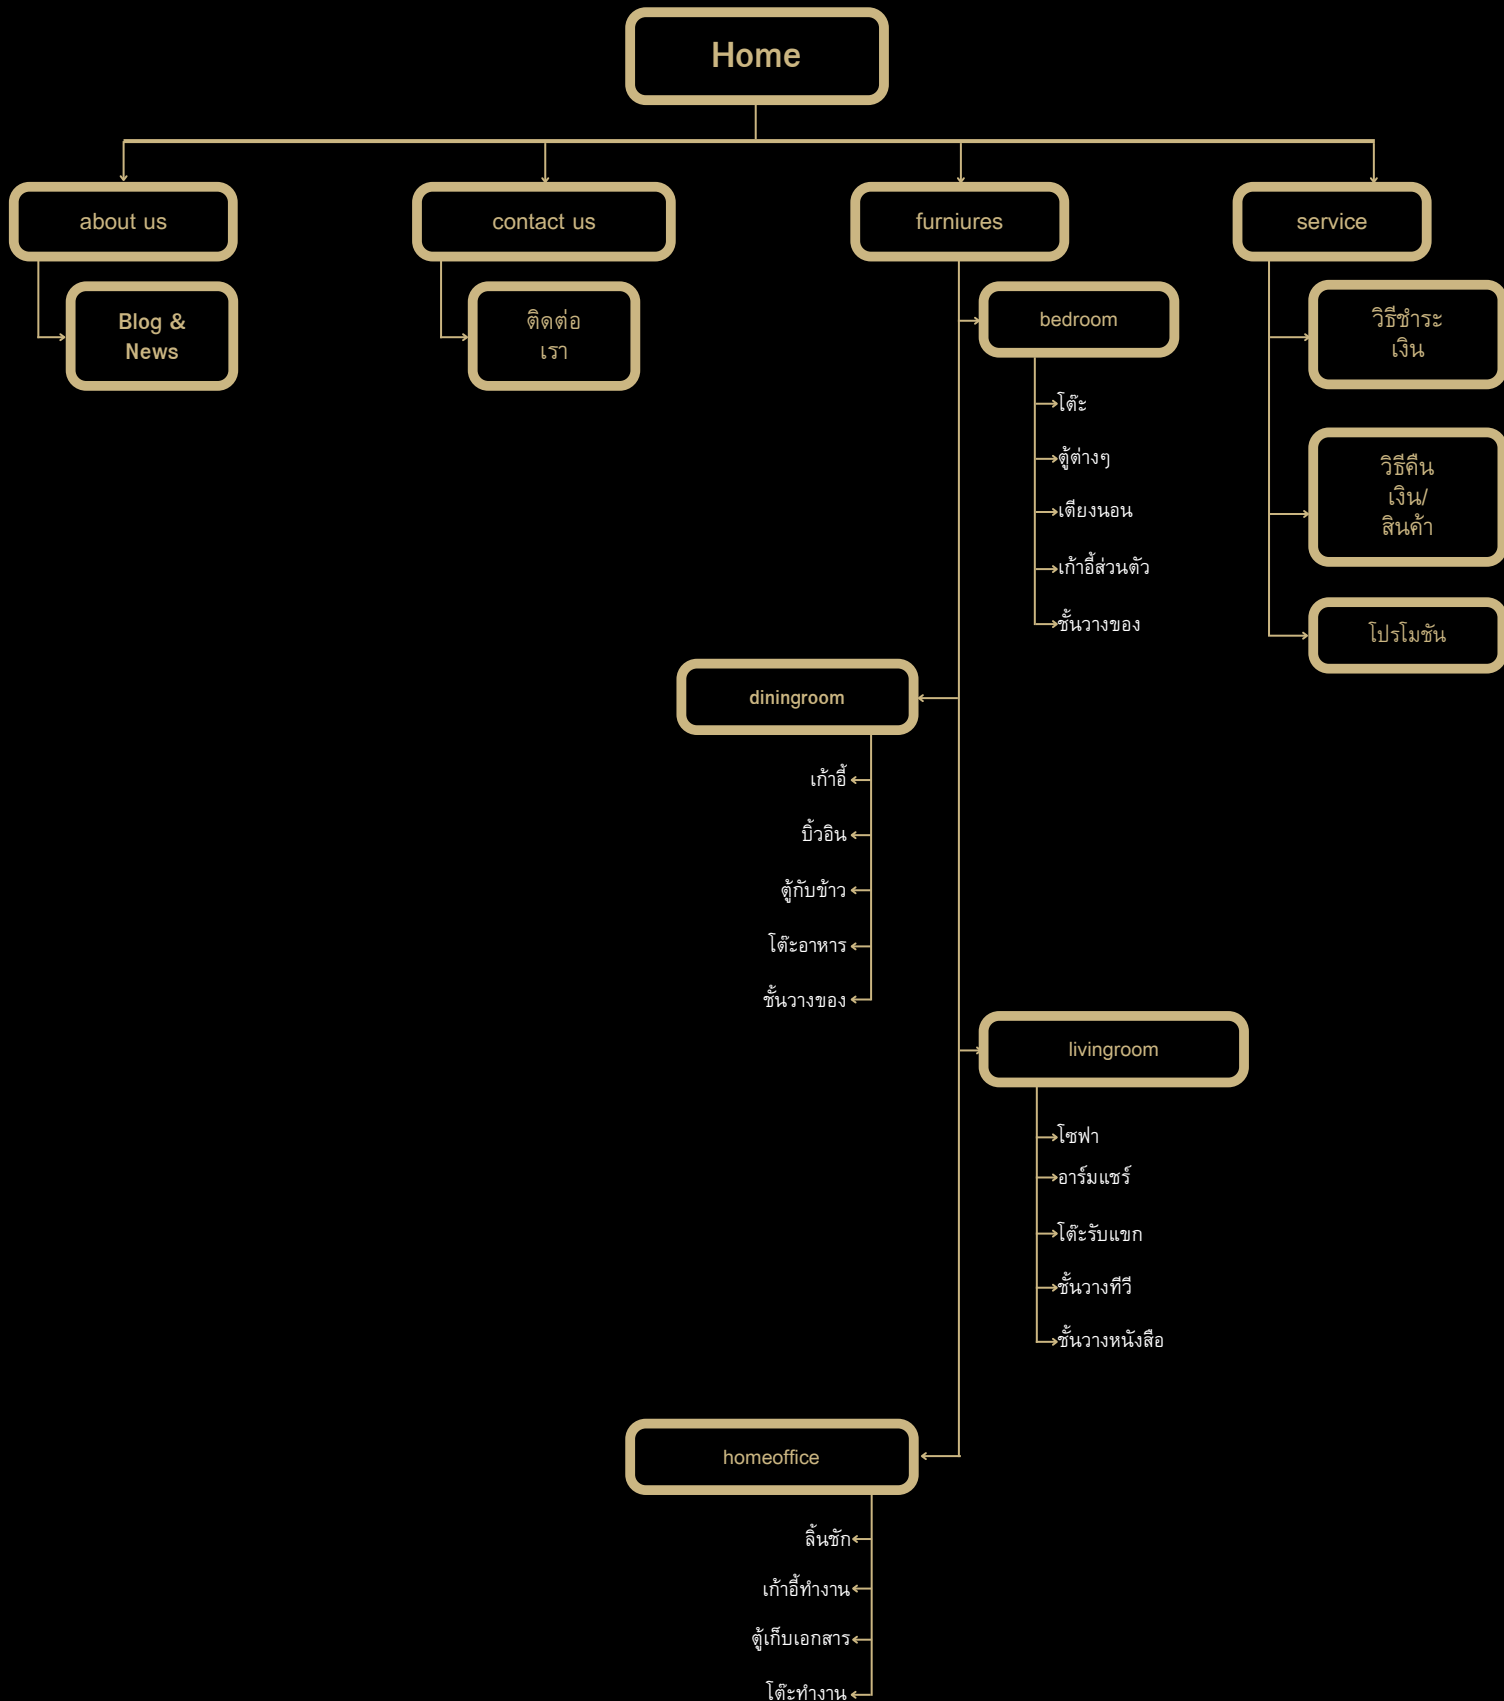 Home
about us
contact us
furniures
service
Blog &
News
ติดต่อ
เรา
bedroom
โต๊ะ
ตู้ต่างๆ
เตียงนอน
เก้าอี้ส่วนตัว
ชั้นวางของ
วิธีชำระ
เงิน
วิธีคืน
เงิน/
สินค้า
โปรโมชัน
diningroom
เก้าอี้
บิ้วอิน
ตู้กับข้าว
โต๊ะอาหาร
ชั้นวางของ
livingroom
โซฟา
อาร์มแชร์
โต๊ะรับแขก
ชั้นวางทีวี
ชั้นวางหนังสือ
homeoffice
ลิ้นชัก
เก้าอี้ทำงาน
ตู้เก็บเอกสาร
โต๊ะทำงาน